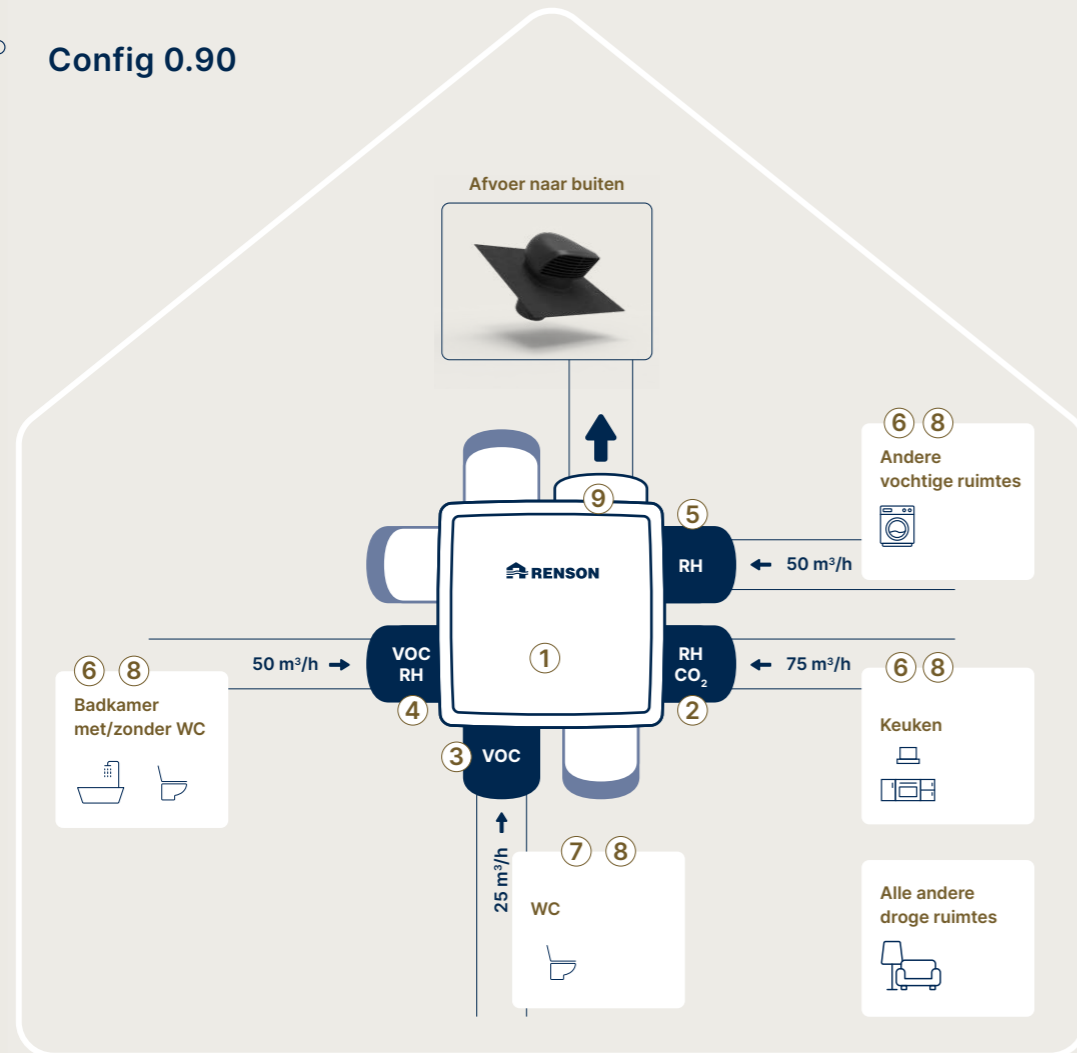 Config 0.90
Afvoer naar buiten
6 8
Andere
vochtige ruimtes
9
5
RENSON
RH
50 m³/h
1
50 m³/h
VOC
RH
4
RH
CO₂
2
75 m³/h
6 8
Badkamer
met/zonder WC
6 8
Keuken
3
VOC
25 m³/h
7 8
WC
Alle andere
droge ruimtes